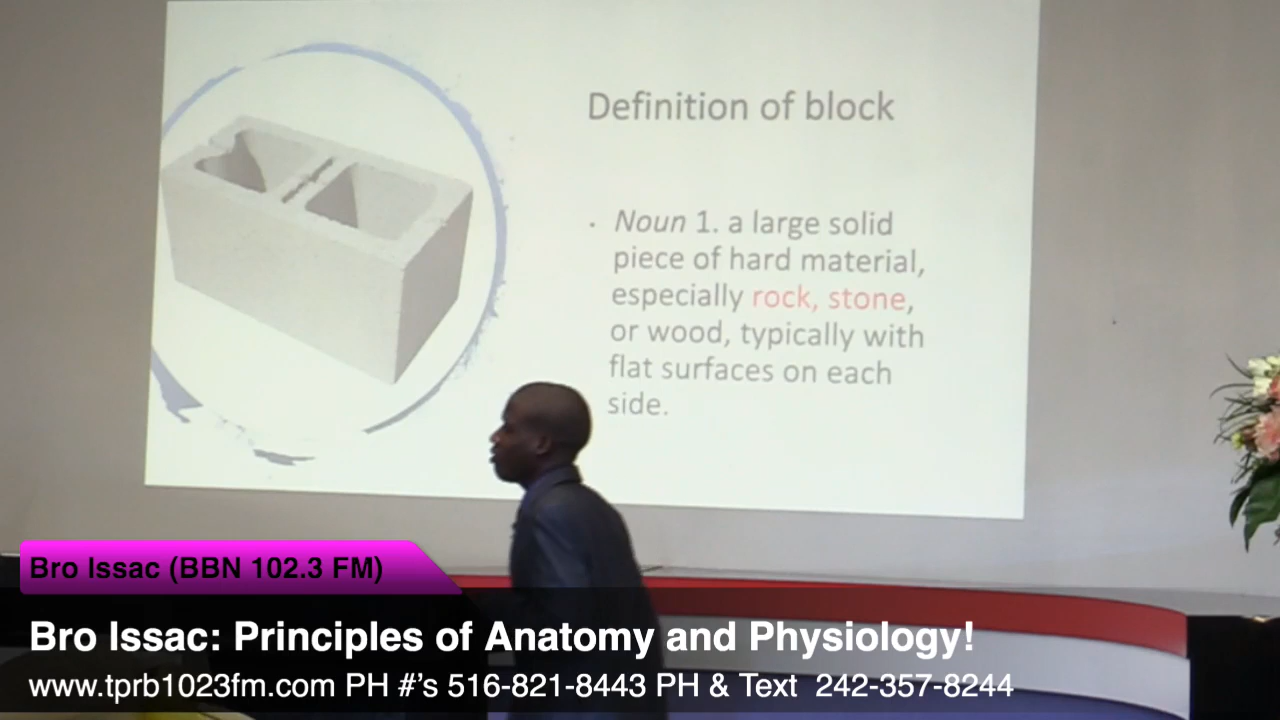 Definition of block
· Noun 1. a large solid
piece of hard material,
especially rock, stone,
or wood, typically with
flat surfaces on each
side.
Bro Issac (BBN 102.3 FM)
Bro Issac: Principles of Anatomy and Physiology!
www.tprb1023fm.com PH #’s 516-821-8443 PH & Text 242-357-8244